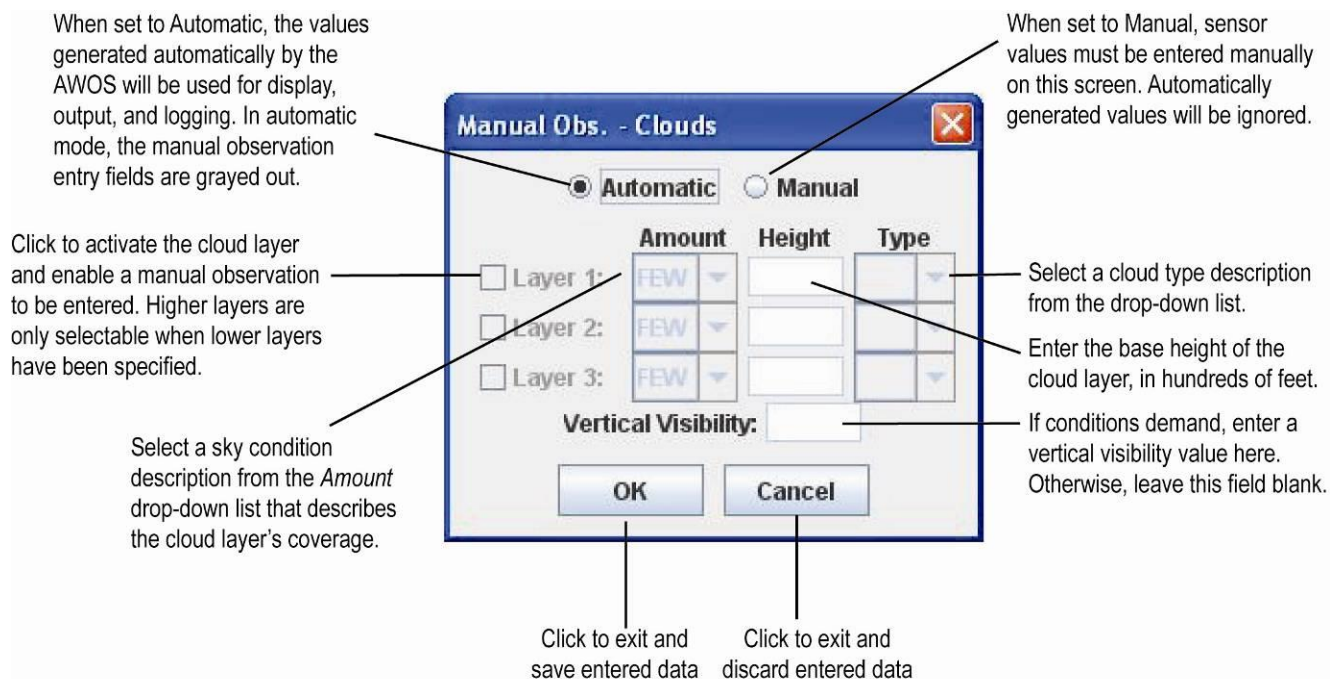 When set to Automatic, the values
generated automatically by the
AWOS will be used for display,
output, and logging. In automatic
mode, the manual observation
entry fields are grayed out.
When set to Manual, sensor
values must be entered manually
on this screen. Automatically
generated values will be ignored.
Manual Obs. - Clouds
Automatic Manual
Amount Height Type
Layer 1: FEW
Layer 2: FEW
Layer 3: FEW
Vertical Visibility:
OK Cancel
Click to activate the cloud layer
and enable a manual observation
to be entered. Higher layers are
only selectable when lower layers
have been specified.
Select a sky condition
description from the Amount
drop-down list that describes
the cloud layer's coverage.
Select a cloud type description
from the drop-down list.
Enter the base height of the
cloud layer, in hundreds of feet.
If conditions demand, enter a
vertical visibility value here.
Otherwise, leave this field blank.
Click to exit and
save entered data
Click to exit and
discard entered data